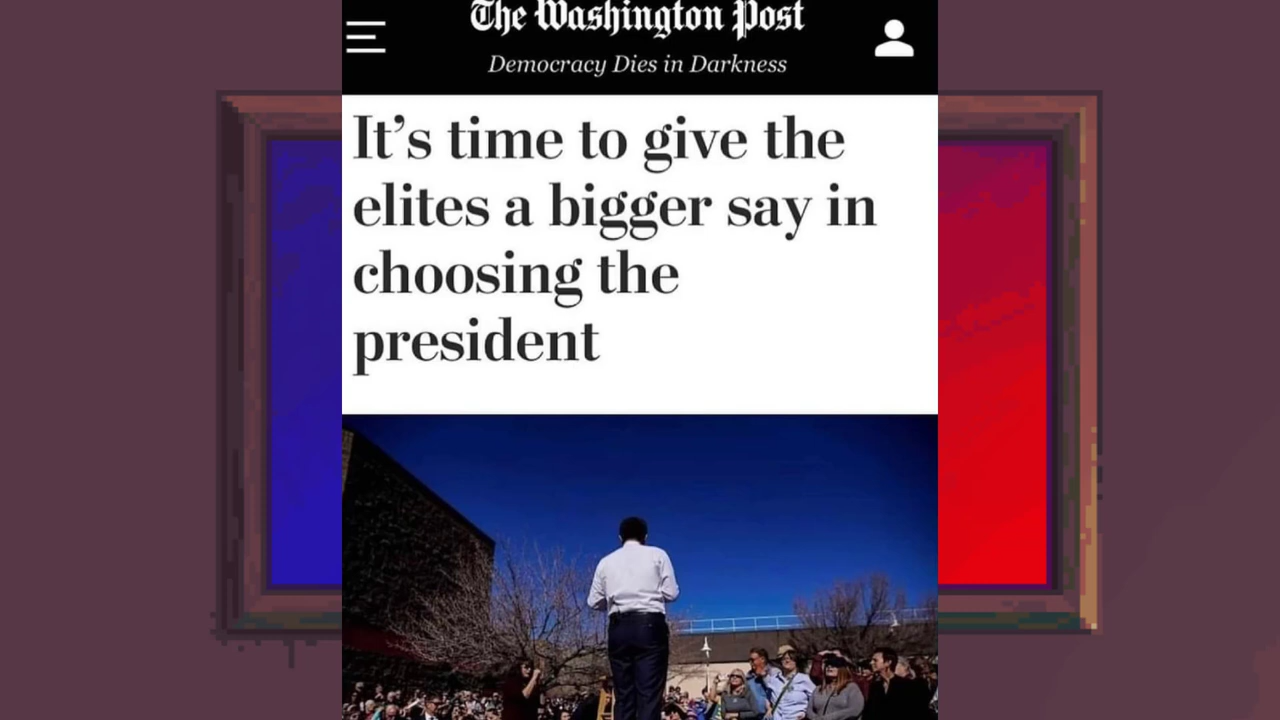 The Washington Post
Democracy Dies in Darkness
It’s time to give the
elites a bigger say in
choosing the
president